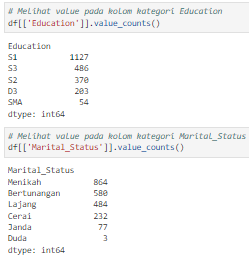 # Melihat value pada kolom kategori Education
df[['Education']].value_counts()
Education
S1 1127
S3 486
S2 370
D3 203
SMA 54
dtype: int64
# Melihat value pada kolom kategori Marital_Status
df[['Marital_Status']].value_counts()
Marital_Status
Menikah 864
Bertunangan 580
Lajang 484
Cerai 232
Janda 77
Duda 3
dtype: int64